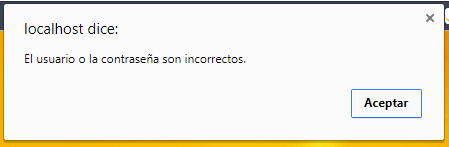 localhost dice:
El usuario o la contraseña son incorrectos.
Aceptar